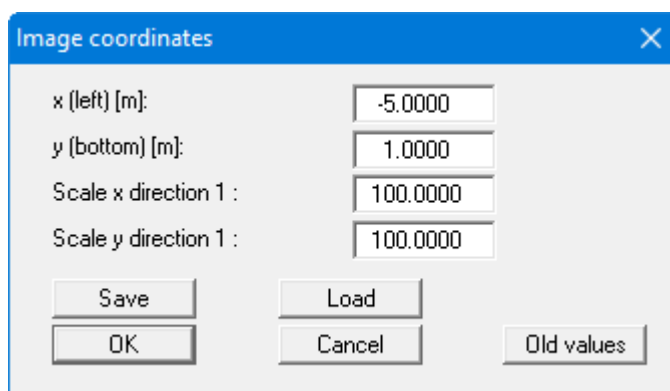 Image coordinates
x (left) [m]: -5.0000
y (bottom) [m]: 1.0000
Scale x direction 1 : 100.0000
Scale y direction 1 : 100.0000
Save Load
OK Cancel Old values